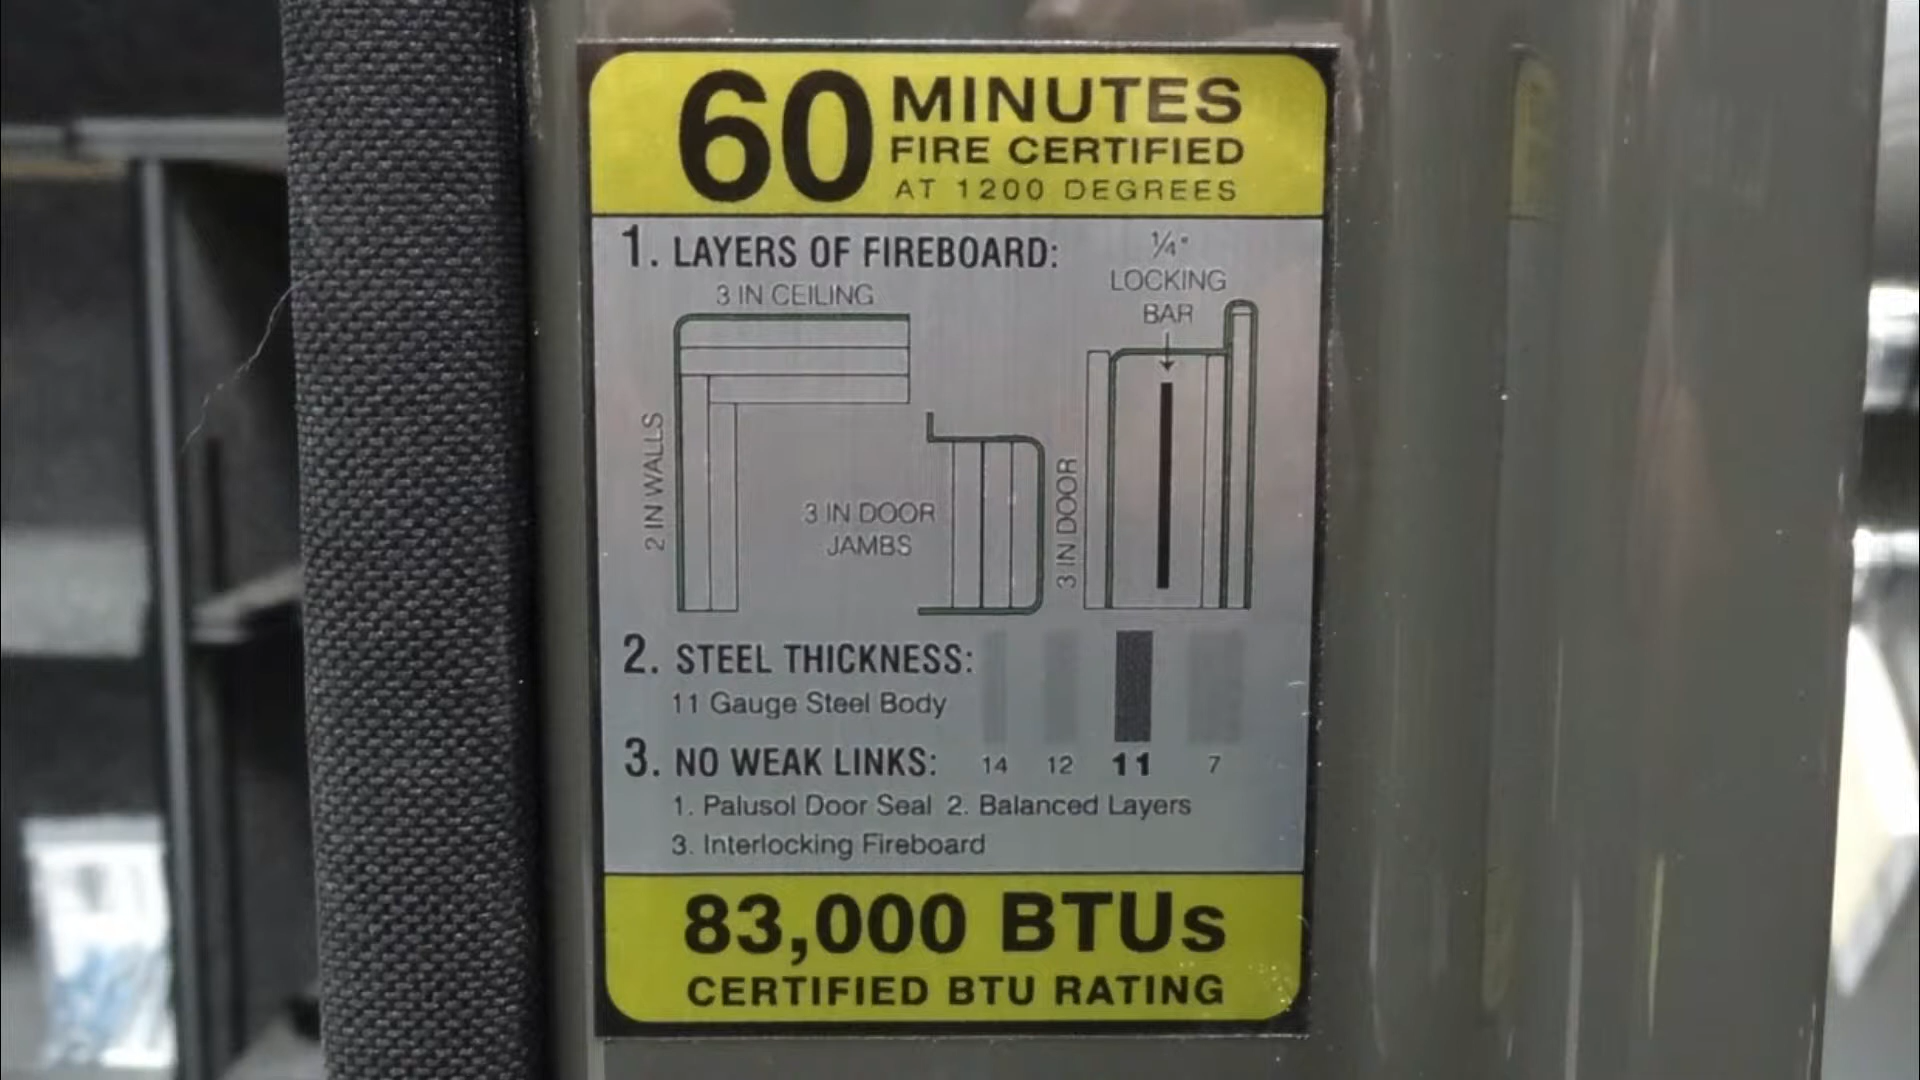 60 MINUTES
FIRE CERTIFIED
AT 1200 DEGREES
1. LAYERS OF FIREBOARD:
3 IN CEILING
1/4"
LOCKING
BAR
2 IN WALLS
3 IN DOOR
JAMBS
3 IN DOOR
2. STEEL THICKNESS:
11 Gauge Steel Body
3. NO WEAK LINKS:
14 12 11 7
1. Palusol Door Seal 2. Balanced Layers
3. Interlocking Fireboard
83,000 BTUs
CERTIFIED BTU RATING